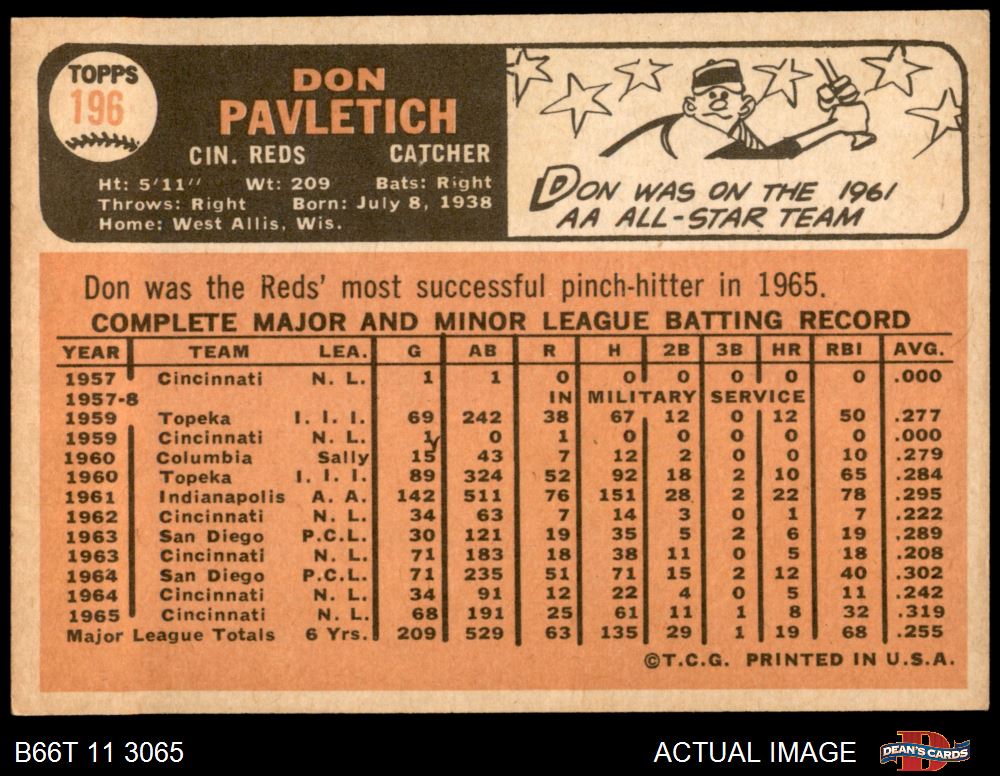 TOPPS
196
DON
PAVLETICH
CIN. REDS CATCHER
Ht: 5'11" Wt: 209 Bats: Right
Throws: Right Born: July 8, 1938
Home: West Allis, Wis.
DON WAS ON THE 1961
AA ALL-STAR TEAM
Don was the Reds' most successful pinch-hitter in 1965.
COMPLETE MAJOR AND MINOR LEAGUE BATTING RECORD
YEAR TEAM LEA. G AB R H 2B 3B HR RBI AVG.
1957 Cincinnati N. L. 1 1 0 0 0 0 0 0 .000
1957-8 IN MILITARY SERVICE
1959 Topeka I. I. I. 69 242 38 67 12 0 12 50 .277
1959 Cincinnati N. L. 1 0 1 0 0 0 0 0 .000
1960 Columbia Sally 15 43 7 12 2 0 0 10 .279
1960 Topeka I. I. I. 89 324 52 92 18 2 10 65 .284
1961 Indianapolis A. A. 142 511 76 151 28 2 22 78 .295
1962 Cincinnati N. L. 34 63 7 14 3 0 1 7 .222
1963 San Diego P.C.L. 30 121 19 35 5 2 6 19 .289
1963 Cincinnati N. L. 71 183 18 38 11 0 5 18 .208
1964 San Diego P.C.L. 71 235 51 71 15 2 12 40 .302
1964 Cincinnati N. L. 34 91 12 22 4 0 5 11 .242
1965 Cincinnati N. L. 68 191 25 61 11 1 8 32 .319
Major League Totals 6 Yrs. 209 529 63 135 29 1 19 68 .255
©T.C.G. PRINTED IN U.S.A.
B66T 11 3065
ACTUAL IMAGE
DEAN'S CARDS